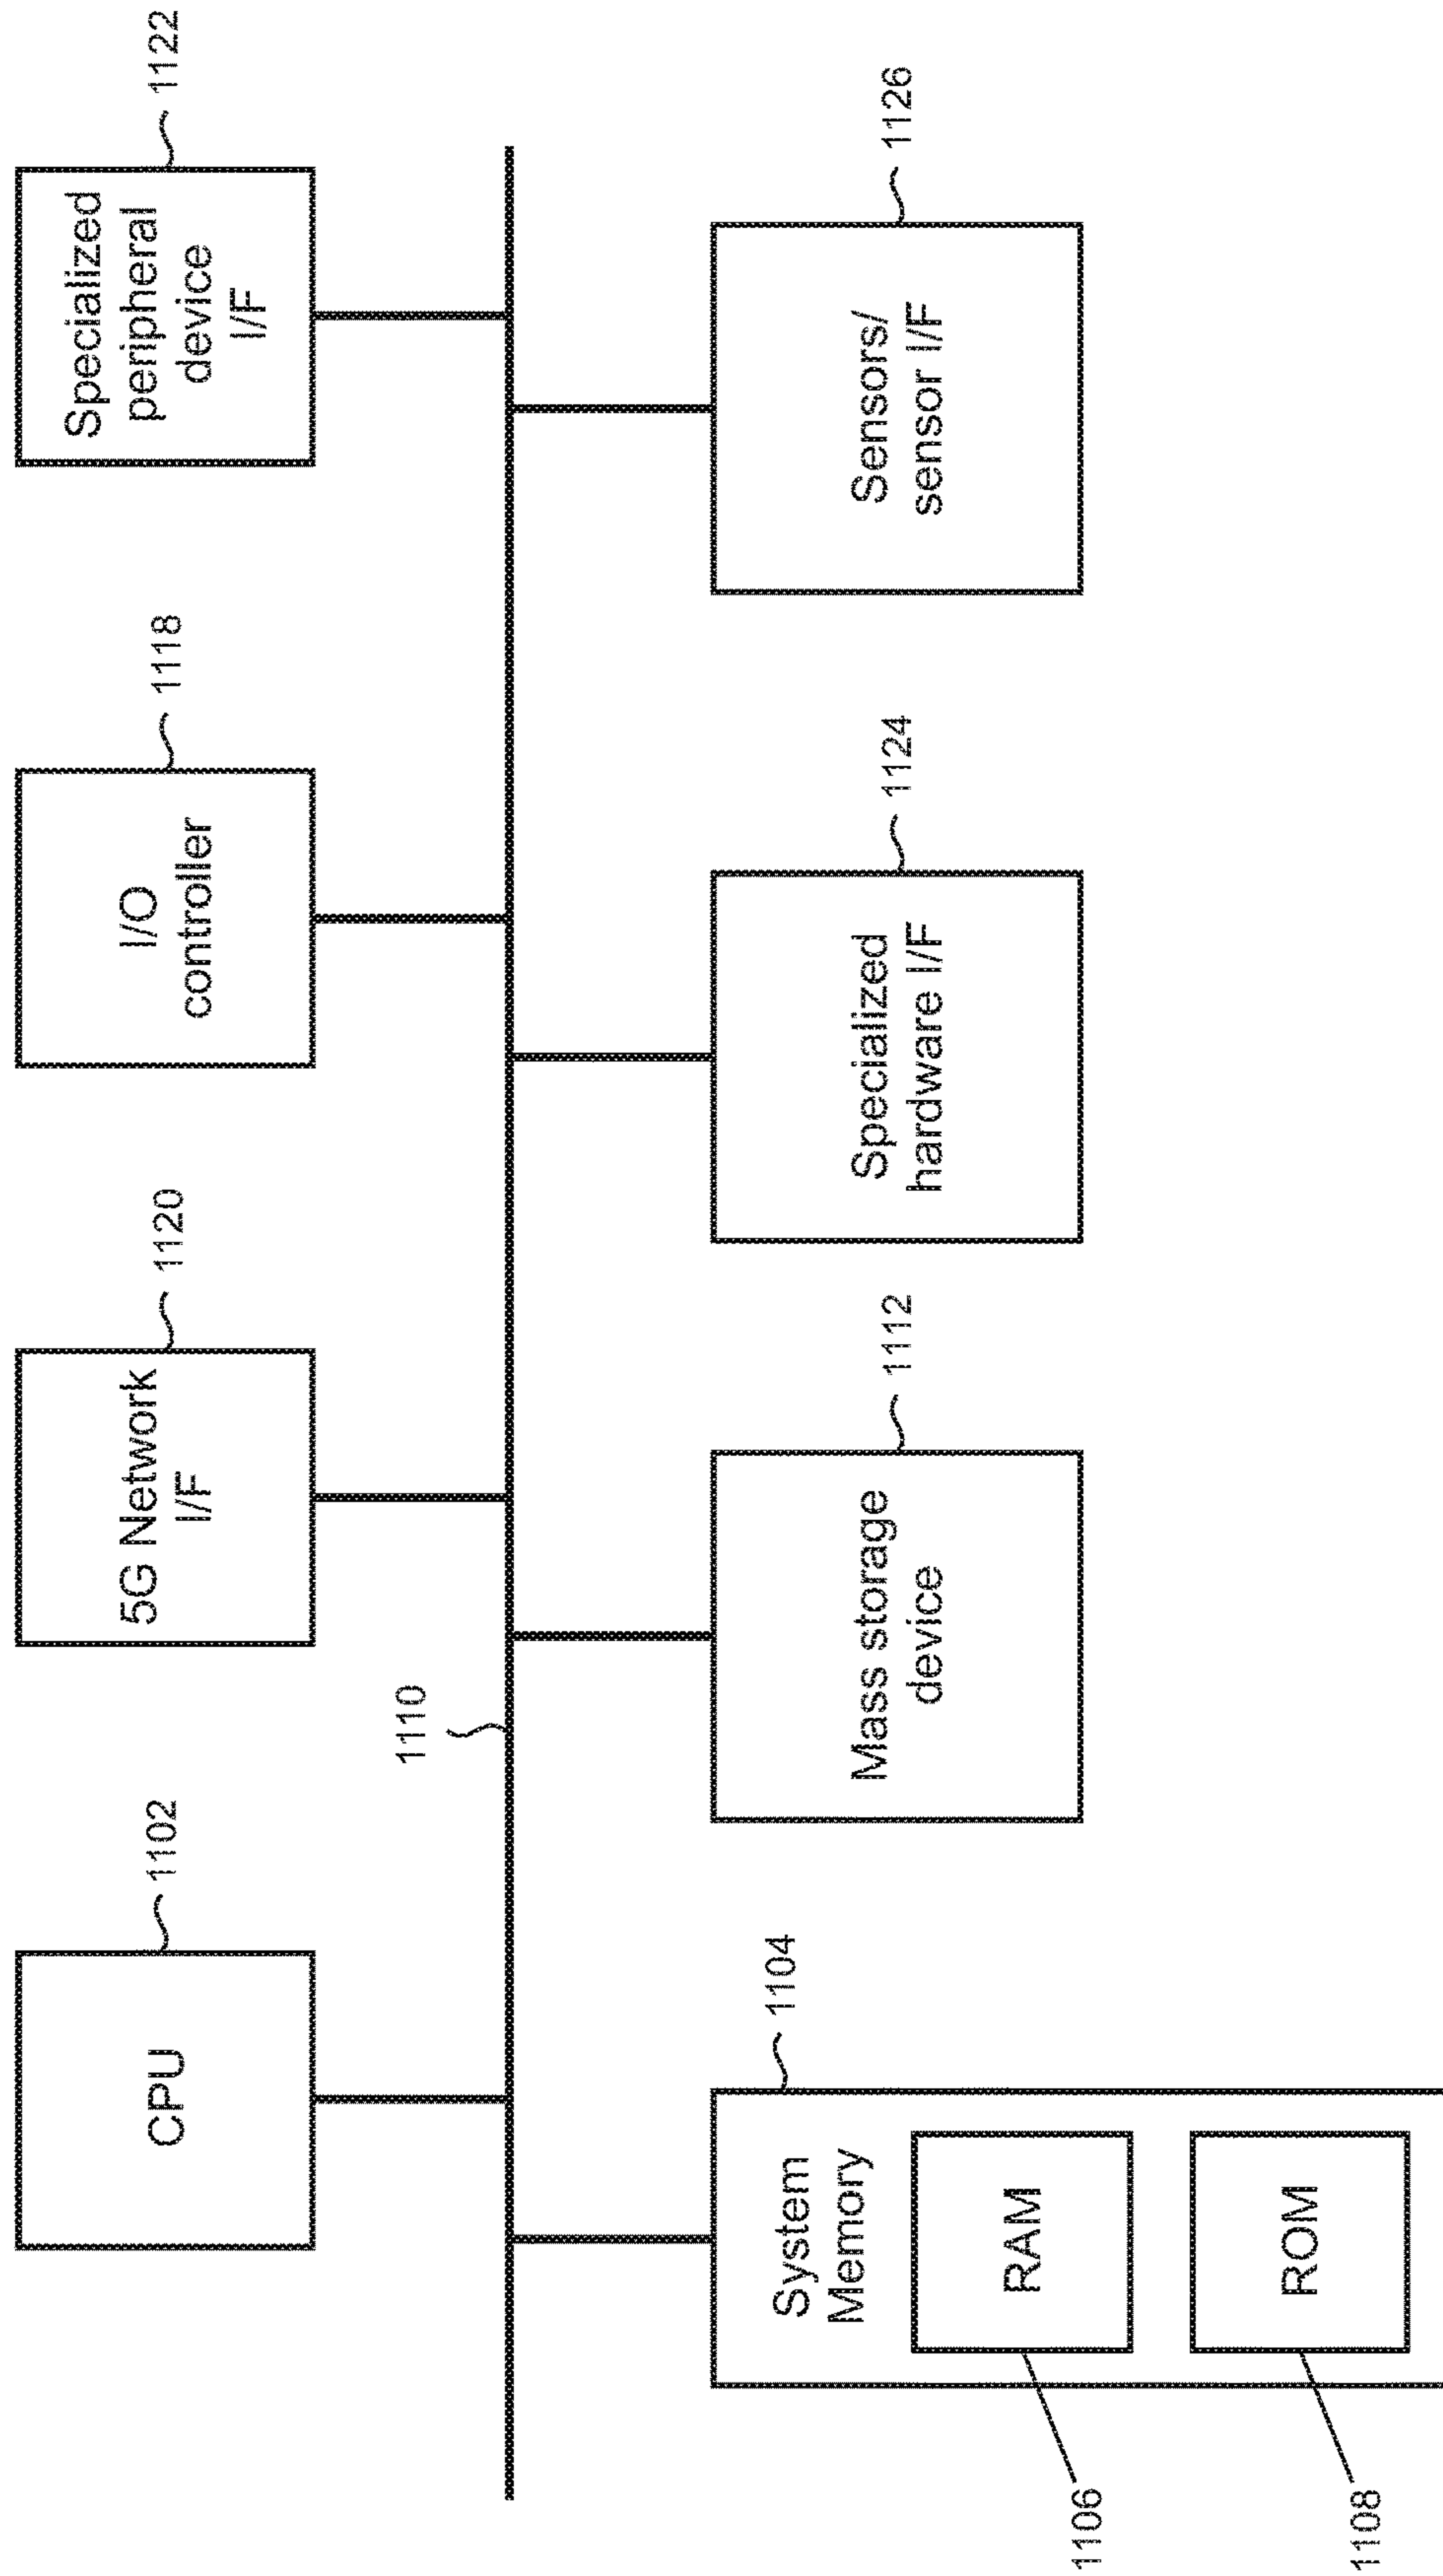 CPU
1102
5G Network
I/F
1120
I/O
controller
1118
Specialized
peripheral
device
I/F
1122
1110
System
Memory
1104
RAM
1106
ROM
1108
Mass storage
device
1112
Specialized
hardware I/F
1124
Sensors/
sensor I/F
1126